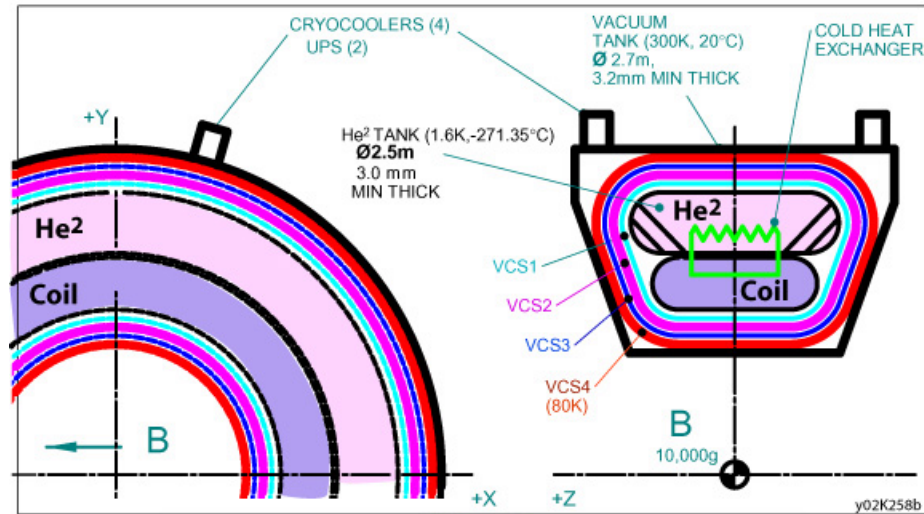 CRYOCOOLERS (4)
UPS (2)
VACUUM
TANK (300K, 20°C)
Ø 2.7m,
3.2mm MIN THICK
COLD HEAT
EXCHANGER
+Y
He² TANK (1.6K,-271.35°C)
Ø2.5m
3.0 mm
MIN THICK
He²
Coil
He²
Coil
VCS1
VCS2
VCS3
VCS4
(80K)
B
B
10,000g
+X
+Z
y02K258b